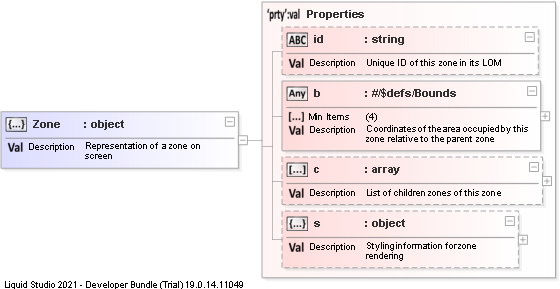 'prty':val Properties
ABC id : string
Val Description Unique ID of this zone in its LOM
Any b : #/$defs/Bounds
[...] Min Items (4)
Val Description Coordinates of the area occupied by this
zone relative to the parent zone
{...} Zone : object
Val Description Representation of a zone on
screen
[...] c : array
Val Description List of children zones of this zone
{...} s : object
Val Description Styling information for zone
rendering
Liquid Studio 2021 - Developer Bundle (Trial) 19.0.14.11049